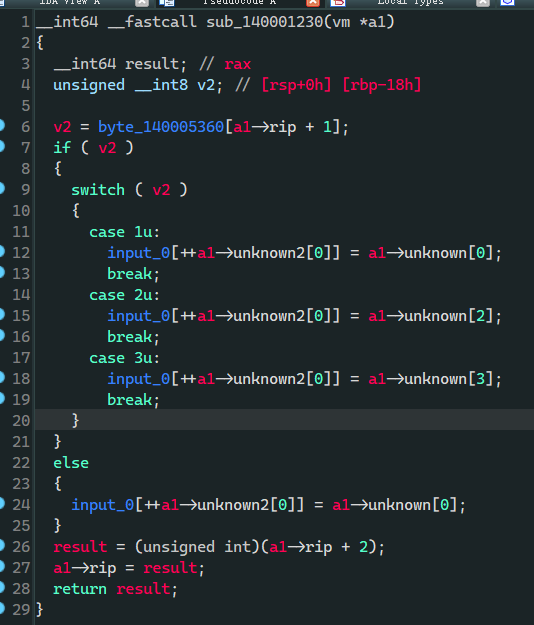 IDA View A Pseudocode A Local Types
1 __int64 __fastcall sub_140001230(vm *a1)
2 {
3 __int64 result; // rax
4 unsigned __int8 v2; // [rsp+0h] [rbp-18h]
5
6 v2 = byte_140005360[a1->rip + 1];
7 if ( v2 )
8 {
9 switch ( v2 )
10 {
11 case 1u:
12 input_0[++a1->unknown2[0]] = a1->unknown[0];
13 break;
14 case 2u:
15 input_0[++a1->unknown2[0]] = a1->unknown[2];
16 break;
17 case 3u:
18 input_0[++a1->unknown2[0]] = a1->unknown[3];
19 break;
20 }
21 }
22 else
23 {
24 input_0[++a1->unknown2[0]] = a1->unknown[0];
25 }
26 result = (unsigned int)(a1->rip + 2);
27 a1->rip = result;
28 return result;
29 }